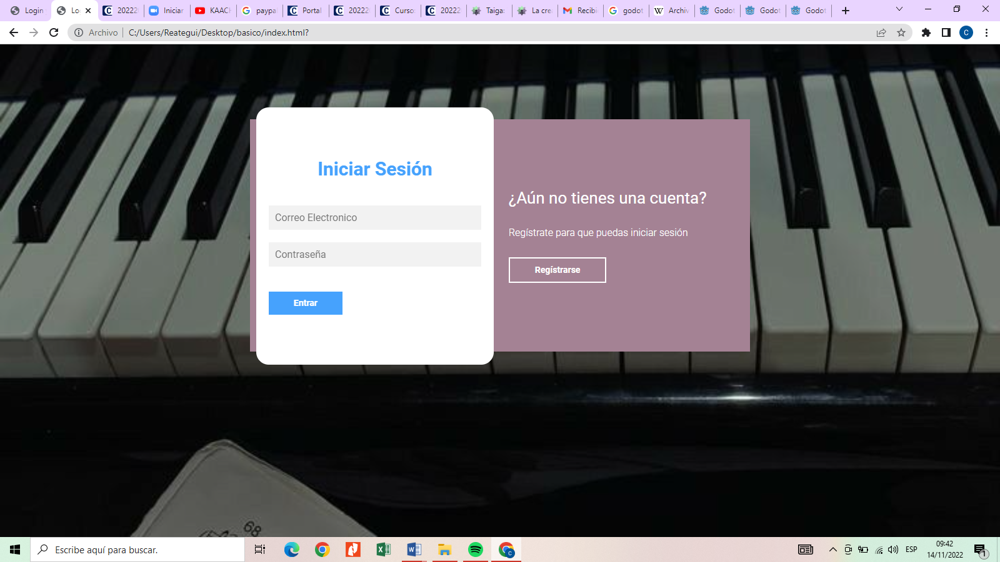 Login
Lo
20222
Iniciar
KAACH
paypa
Portal
20222
Curso
20222
Taiga
La cre
Recibi
godot
Archiv
Godot
Godot
Godot
Archivo
C:/Users/Reategui/Desktop/basico/index.html?
C
Iniciar Sesión
Correo Electronico
Contraseña
Entrar
¿Aún no tienes una cuenta?
Regístrate para que puedas iniciar sesión
Regístrarse
68
Escribe aquí para buscar.
ESP
09:42
14/11/2022
1